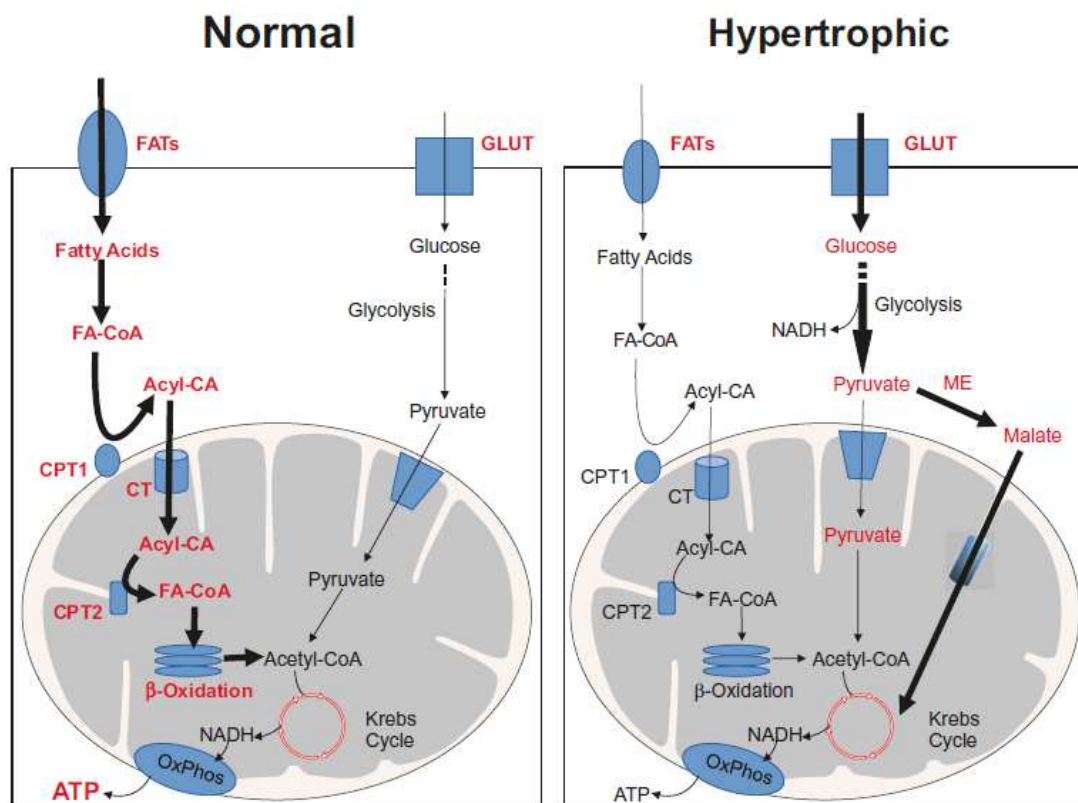 Normal
FATs
GLUT
Fatty Acids
Glucose
Glycolysis
FA-CoA
Acyl-CA
Pyruvate
CPT1
CT
Acyl-CA
Pyruvate
FA-CoA
CPT2
Acetyl-CoA
β-Oxidation
NADH
Krebs
Cycle
OxPhos
ATP
Hypertrophic
FATs
GLUT
Glucose
Fatty Acids
Glycolysis
NADH
FA-CoA
Pyruvate
ME
Acyl-CA
Malate
CPT1
CT
Pyruvate
Acyl-CA
FA-CoA
CPT2
Acetyl-CoA
β-Oxidation
NADH
Krebs
Cycle
OxPhos
ATP